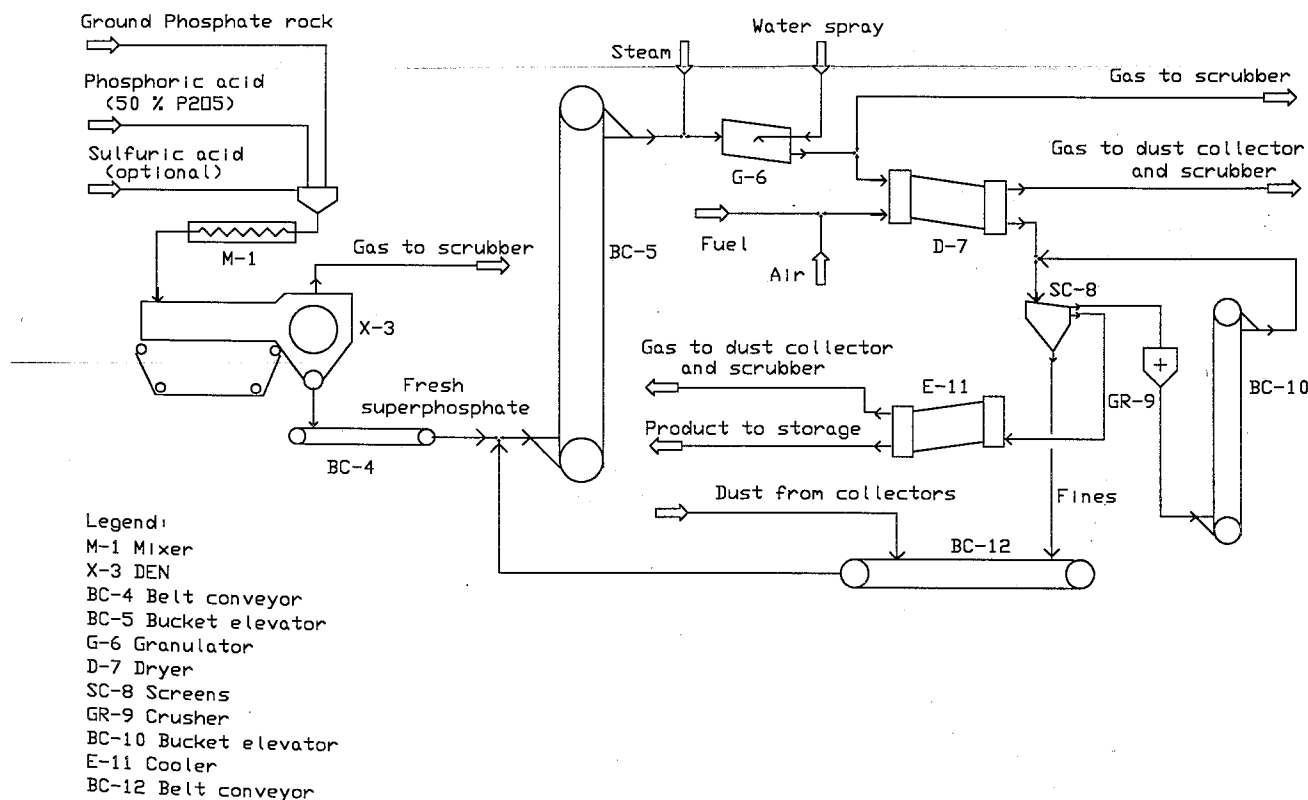 Ground Phosphate rock
Phosphoric acid
(50 % P2O5)
Sulfuric acid
(optional)
M-1
Gas to scrubber
X-3
Fresh
superphosphate
BC-4
BC-5
Steam
Water spray
G-6
Gas to scrubber
Gas to dust collector
and scrubber
Fuel
Air
D-7
SC-8
Gas to dust collector
and scrubber
E-11
GR-9
BC-10
Product to storage
Dust from collectors
Fines
BC-12
Legend:
M-1 Mixer
X-3 DEN
BC-4 Belt conveyor
BC-5 Bucket elevator
G-6 Granulator
D-7 Dryer
SC-8 Screens
GR-9 Crusher
BC-10 Bucket elevator
E-11 Cooler
BC-12 Belt conveyor